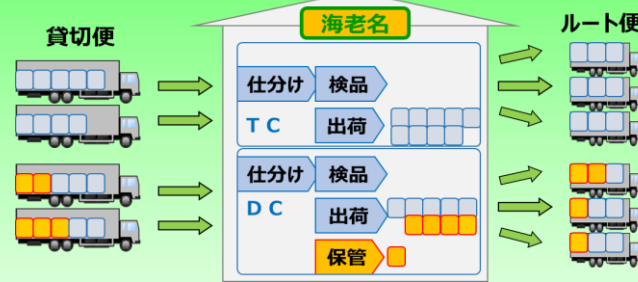 貸切便
海老名
ルート便
仕分け 検品
TC 出荷
仕分け 検品
DC 出荷
保管